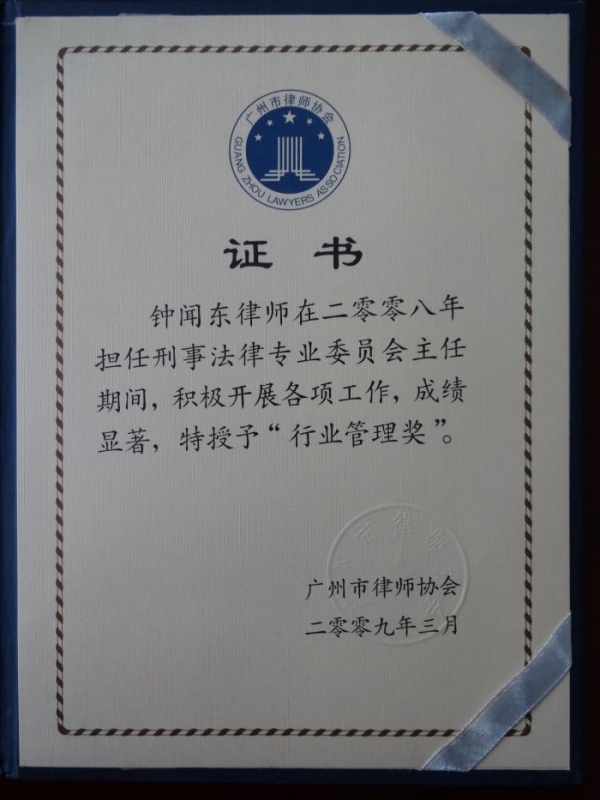 广州市律师协会
GUANG ZHOU LAWYERS ASSOCIATION
证书
钟闻东律师在二零零八年
担任刑事法律专业委员会主任
期间，积极开展各项工作，成绩
显著，特授予“行业管理奖”。
广州市律师协会
二零零九年三月